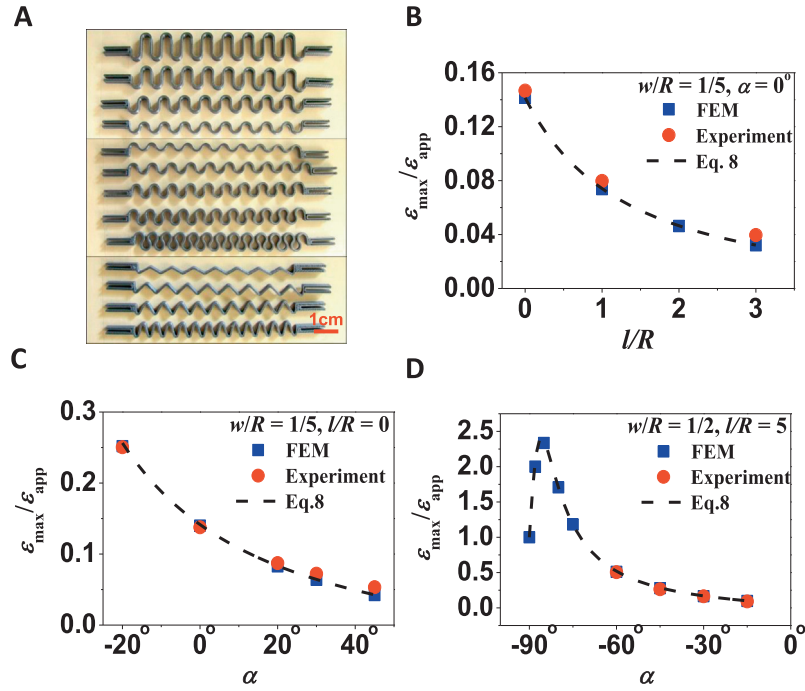 A
1cm
B
w/R = 1/5, α = 0°
FEM
Experiment
Eq. 8
0.16
0.12
0.08
0.04
0.00
εmax/εapp
0 1 2 3
l/R
C
w/R = 1/5, l/R = 0
FEM
Experiment
Eq.8
0.3
0.2
0.1
0.0
εmax/εapp
-20° 0° 20° 40°
α
D
w/R = 1/2, l/R = 5
FEM
Experiment
Eq.8
2.5
2.0
1.5
1.0
0.5
0.0
εmax/εapp
-90° -60° -30° 0°
α